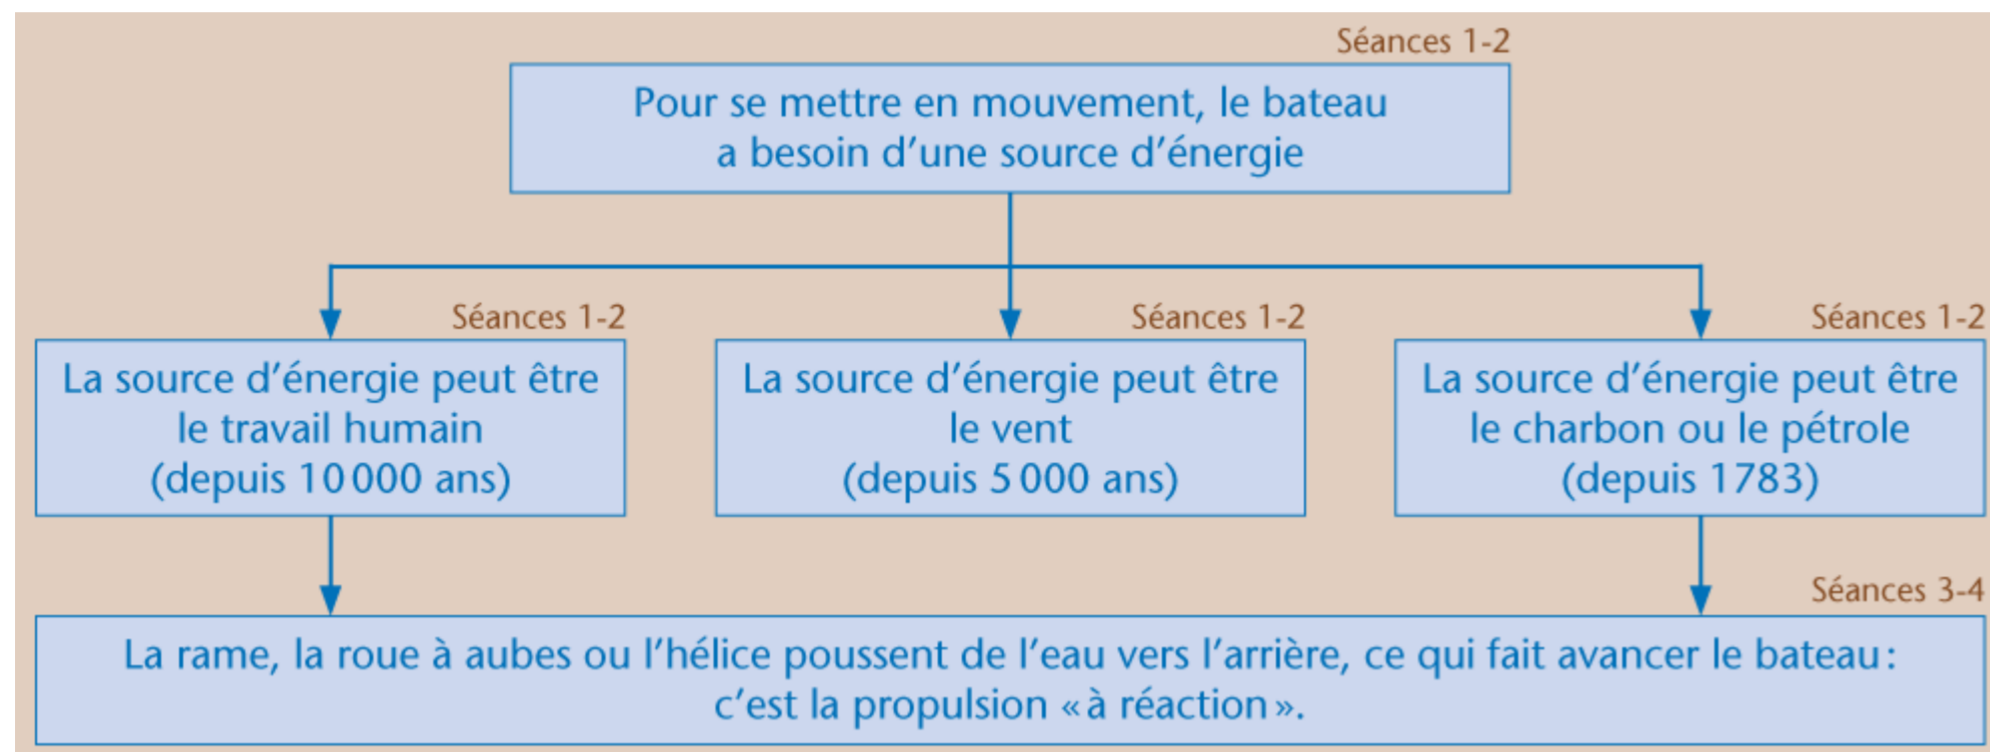 Séances 1-2
Pour se mettre en mouvement, le bateau
a besoin d’une source d’énergie
Séances 1-2
La source d’énergie peut être
le travail humain
(depuis 10 000 ans)
Séances 1-2
La source d’énergie peut être
le vent
(depuis 5 000 ans)
Séances 1-2
La source d’énergie peut être
le charbon ou le pétrole
(depuis 1783)
Séances 3-4
La rame, la roue à aubes ou l’hélice poussent de l’eau vers l’arrière, ce qui fait avancer le bateau :
c’est la propulsion « à réaction ».